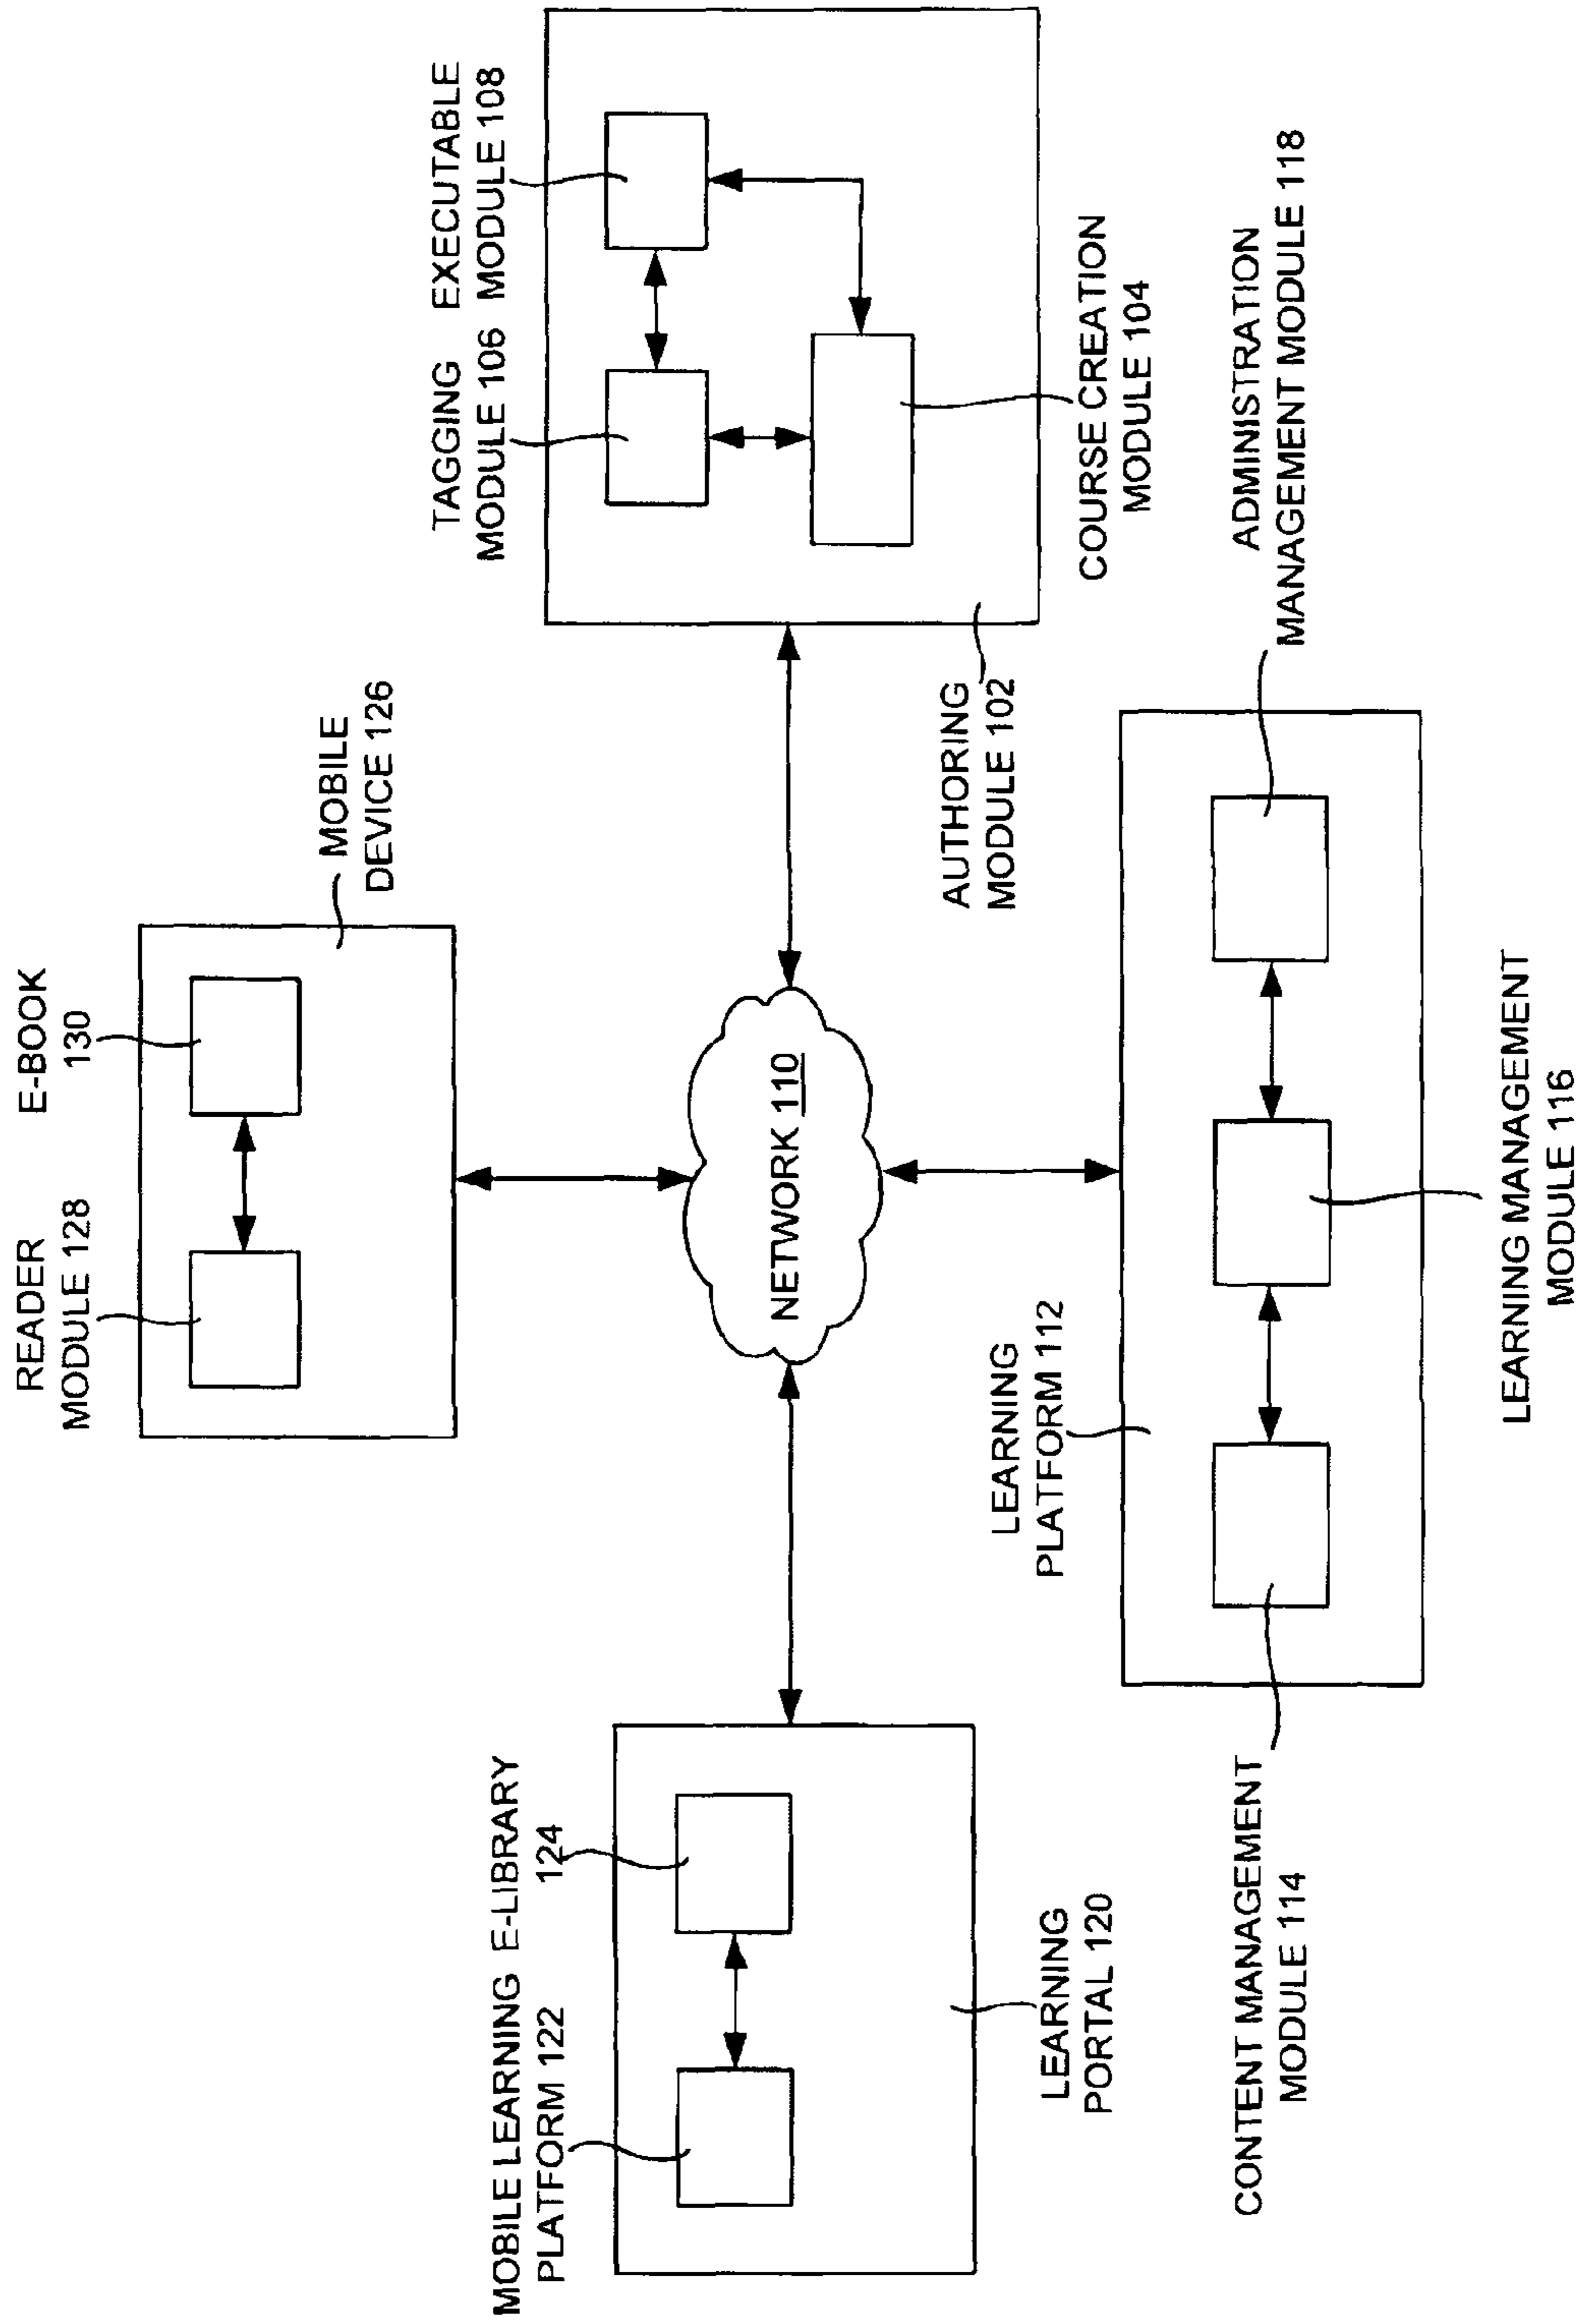 READER
MODULE 128
E-BOOK
130
MOBILE
DEVICE 126
MOBILE LEARNING
PLATFORM 122
E-LIBRARY
124
LEARNING
PORTAL 120
NETWORK 110
TAGGING
MODULE 106
EXECUTABLE
MODULE 108
AUTHORING
MODULE 102
COURSE CREATION
MODULE 104
LEARNING
PLATFORM 112
CONTENT MANAGEMENT
MODULE 114
LEARNING MANAGEMENT
MODULE 116
ADMINISTRATION
MANAGEMENT MODULE 118